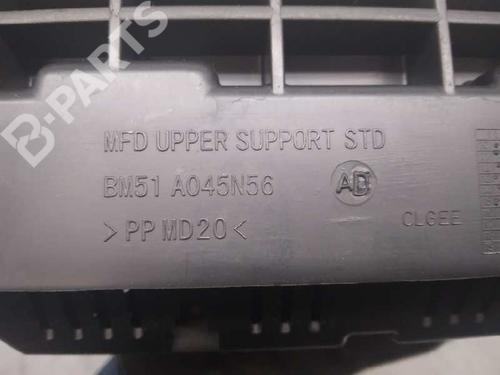 B-PARTS
MFD UPPER SUPPORT STD
BM51 A045N56 AD
>PP MD20<
CLGEE